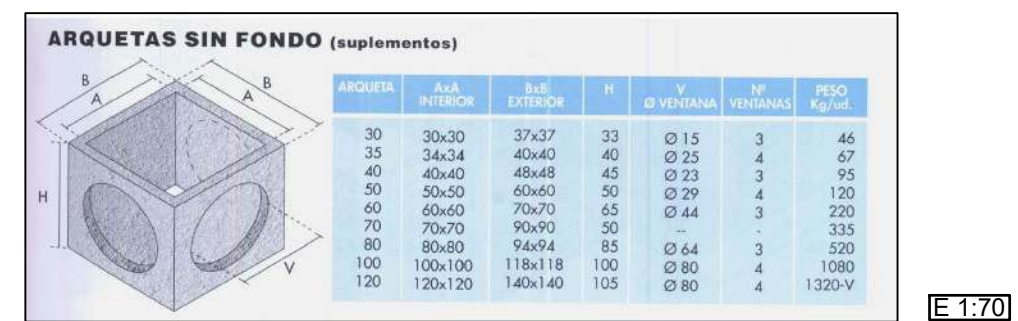 ARQUETAS SIN FONDO (suplementos)
B B
A A
H
V
ARQUETA AxA INTERIOR BxB EXTERIOR H V Ø VENTANA Nº VENTANAS PESO Kg/ud.
30 30x30 37x37 33 Ø 15 3 46
35 34x34 40x40 40 Ø 25 4 67
40 40x40 48x48 45 Ø 23 3 95
50 50x50 60x60 50 Ø 29 4 120
60 60x60 70x70 65 Ø 44 3 220
70 70x70 90x90 50 -- - 335
80 80x80 94x94 85 Ø 64 3 520
100 100x100 118x118 100 Ø 80 4 1080
120 120x120 140x140 105 Ø 80 4 1320-V
E 1:70